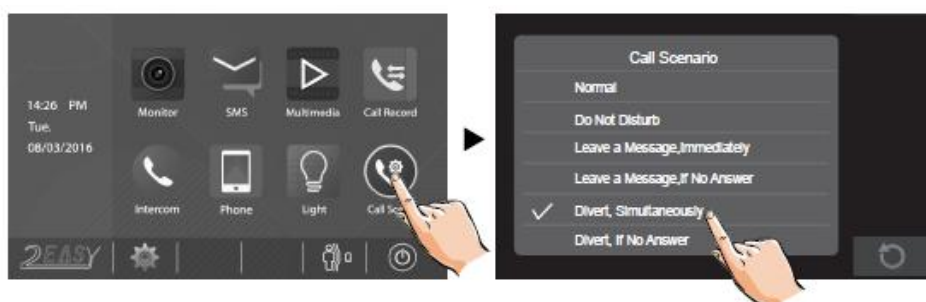 14:26 PM
Tue.
08/03/2016
Monitor
SMS
Multimedia
Call Record
Intercom
Phone
Light
Call
2EASY
Call Scenario
Normal
Do Not Disturb
Leave a Message,Immediately
Leave a Message,If No Answer
Divert, Simultaneously
Divert, If No Answer